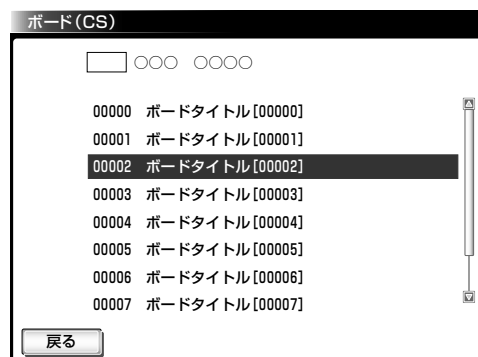 ボード(CS)
○○○ ○○○○
00000 ボードタイトル[00000]
00001 ボードタイトル[00001]
00002 ボードタイトル[00002]
00003 ボードタイトル[00003]
00004 ボードタイトル[00004]
00005 ボードタイトル[00005]
00006 ボードタイトル[00006]
00007 ボードタイトル[00007]
戻る